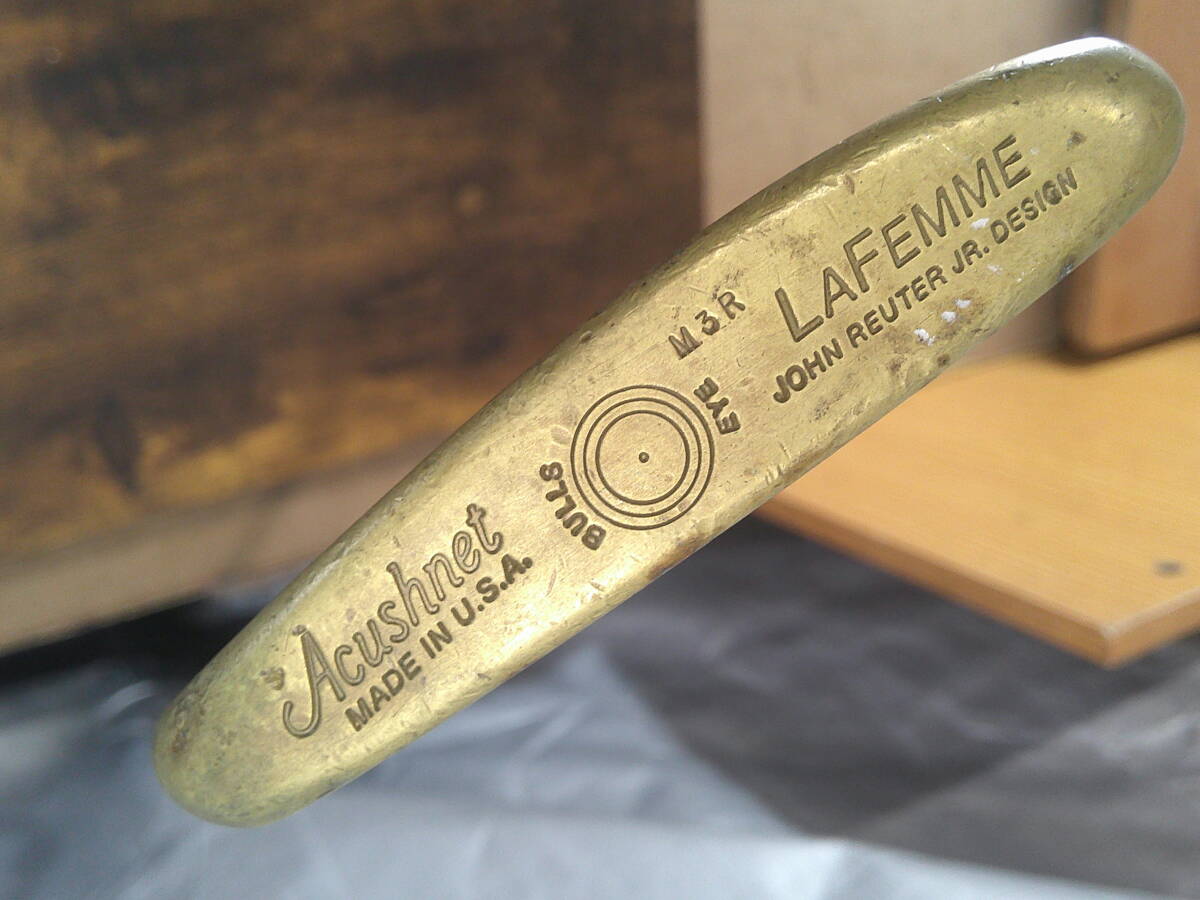 Acushnet
MADE IN U.S.A.
BULLS EYE
M3R
LAFEMME
JOHN REUTER JR. DESIGN